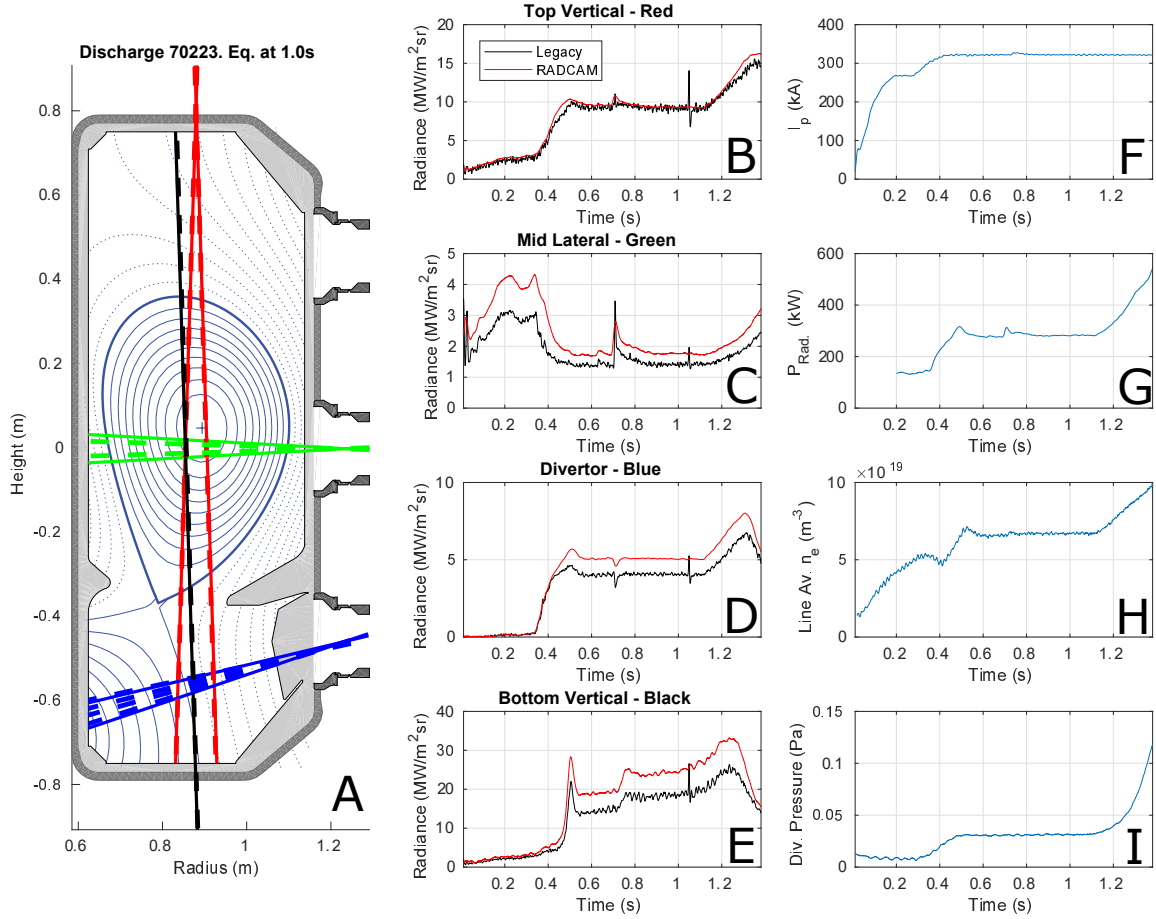 Discharge 70223. Eq. at 1.0s
Height (m)
0.8
0.6
0.4
0.2
0
-0.2
-0.4
-0.6
-0.8
0.6
0.8
1
1.2
Radius (m)
A
Top Vertical - Red
Radiance (MW/m²sr)
20
15
10
5
0
Legacy
RADCAM
B
0.2 0.4 0.6 0.8 1 1.2
Time (s)
Mid Lateral - Green
Radiance (MW/m²sr)
5
4
3
2
1
0
C
0.2 0.4 0.6 0.8 1 1.2
Time (s)
Divertor - Blue
Radiance (MW/m²sr)
10
5
0
D
0.2 0.4 0.6 0.8 1 1.2
Time (s)
Bottom Vertical - Black
Radiance (MW/m²sr)
40
30
20
10
0
E
0.2 0.4 0.6 0.8 1 1.2
Time (s)
I_p (kA)
400
300
200
100
0
F
0.2 0.4 0.6 0.8 1 1.2
Time (s)
P_Rad. (kW)
600
400
200
0
G
0.2 0.4 0.6 0.8 1 1.2
Time (s)
×10 19
Line Av. n_e (m⁻³)
10
5
0
H
0.2 0.4 0.6 0.8 1 1.2
Time (s)
Div. Pressure (Pa)
0.15
0.1
0.05
0
I
0.2 0.4 0.6 0.8 1 1.2
Time (s)